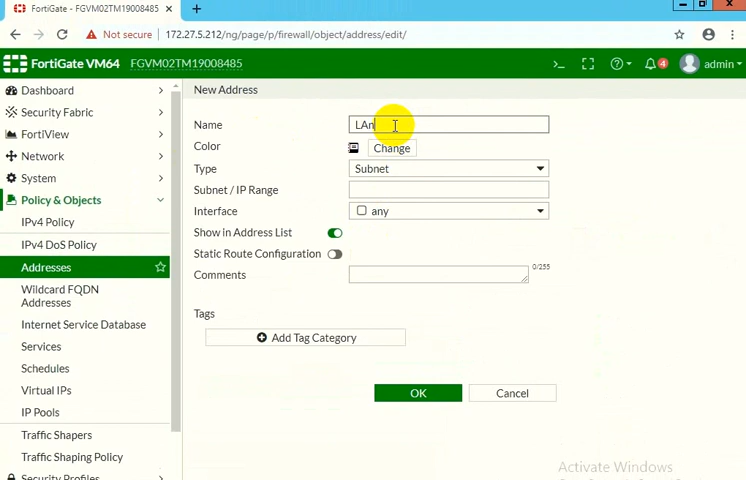 FortiGate - FGVM02TM19008485
Not secure
172.27.5.212/ng/page/p/firewall/object/address/edit/
FortiGate VM64
FGVM02TM19008485
>_
4
admin
Dashboard
Security Fabric
FortiView
Network
System
Policy & Objects
IPv4 Policy
IPv4 DoS Policy
Addresses
Wildcard FQDN
Addresses
Internet Service Database
Services
Schedules
Virtual IPs
IP Pools
Traffic Shapers
Traffic Shaping Policy
Security Profiles
New Address
Name
LAn
Color
Change
Type
Subnet
Subnet / IP Range
Interface
any
Show in Address List
Static Route Configuration
Comments
0/255
Tags
Add Tag Category
OK
Cancel
Activate Windows